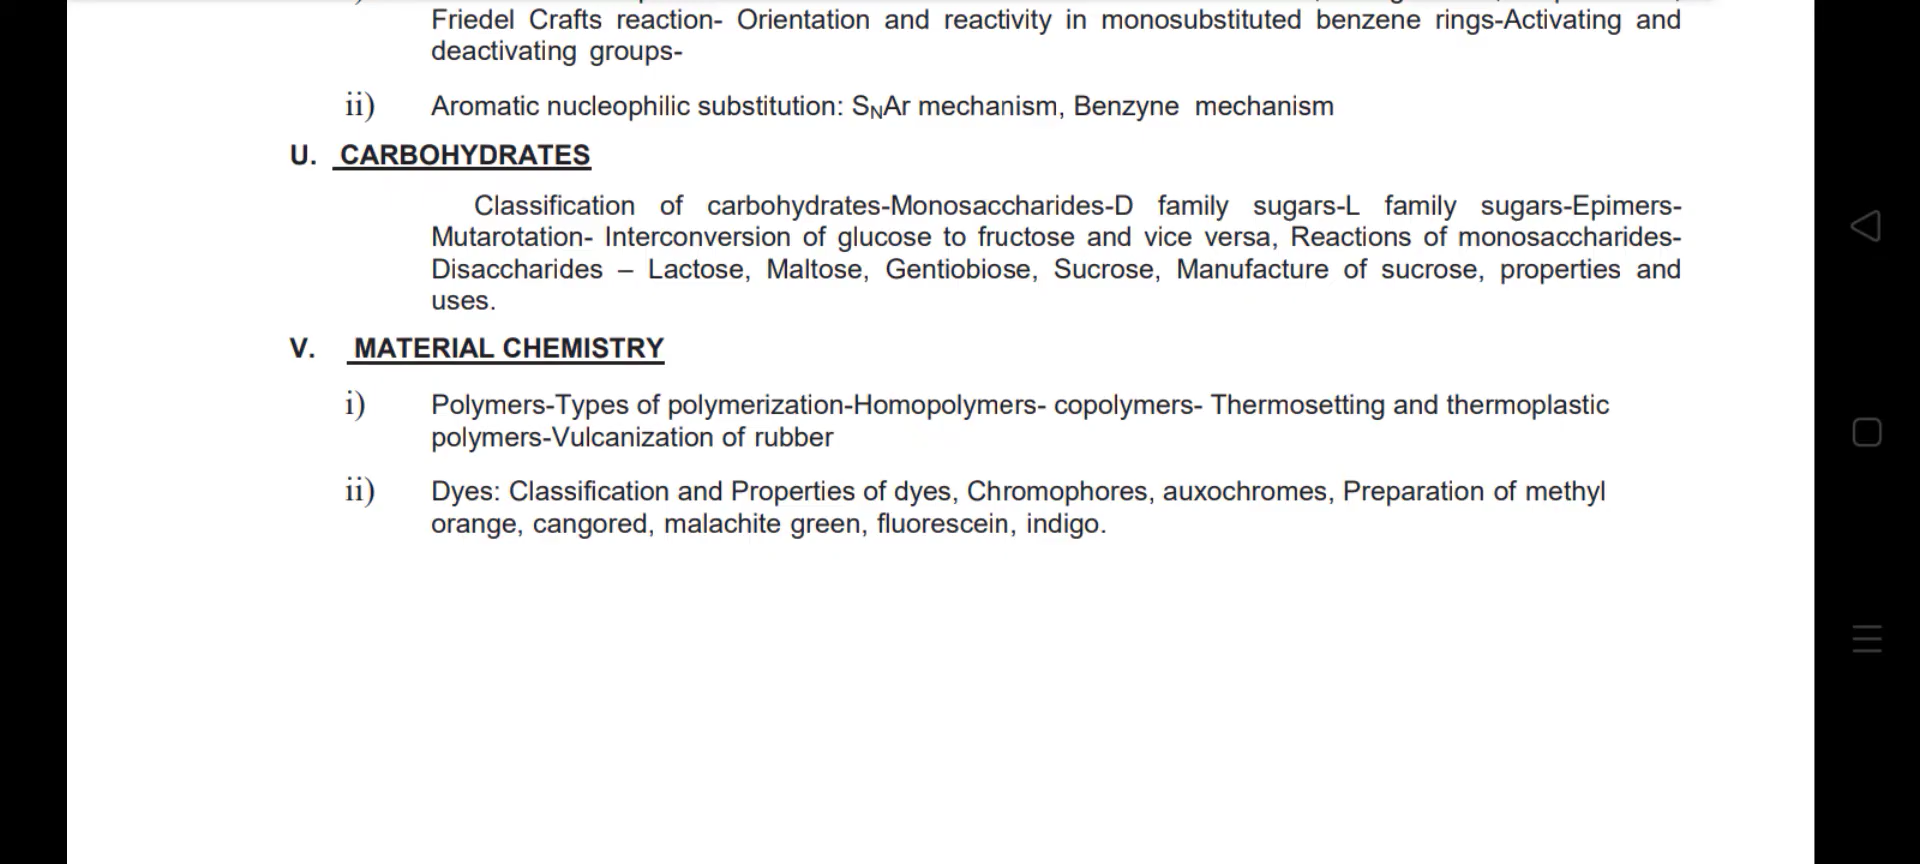 Friedel Crafts reaction- Orientation and reactivity in monosubstituted benzene rings-Activating and
deactivating groups-
ii) Aromatic nucleophilic substitution: SNAr mechanism, Benzyne mechanism
U. CARBOHYDRATES
Classification of carbohydrates-Monosaccharides-D family sugars-L family sugars-Epimers-
Mutarotation- Interconversion of glucose to fructose and vice versa, Reactions of monosaccharides-
Disaccharides – Lactose, Maltose, Gentiobiose, Sucrose, Manufacture of sucrose, properties and
uses.
V. MATERIAL CHEMISTRY
i) Polymers-Types of polymerization-Homopolymers- copolymers- Thermosetting and thermoplastic
polymers-Vulcanization of rubber
ii) Dyes: Classification and Properties of dyes, Chromophores, auxochromes, Preparation of methyl
orange, cangored, malachite green, fluorescein, indigo.